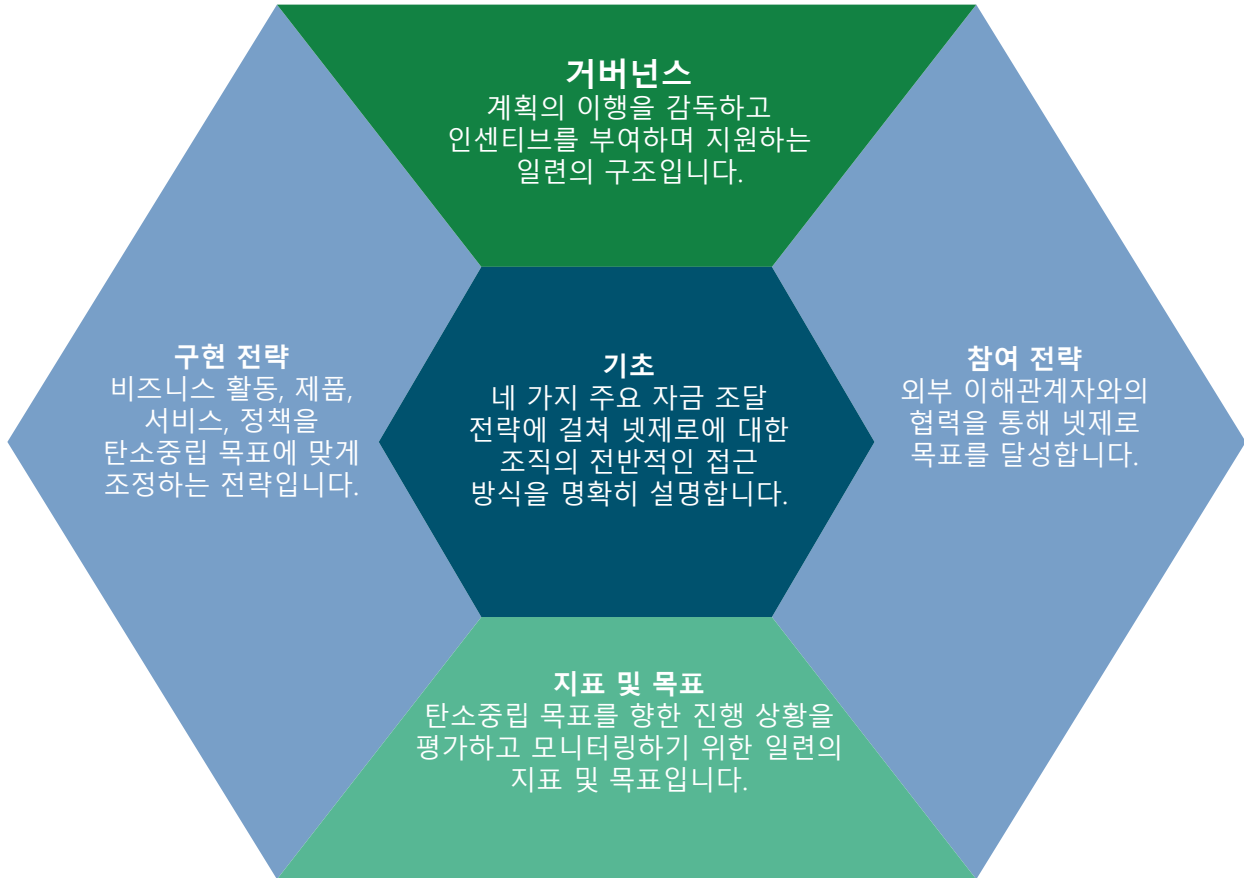 거버넌스
계획의 이행을 감독하고
인센티브를 부여하며 지원하는
일련의 구조입니다.
구현 전략
비즈니스 활동, 제품,
서비스, 정책을
탄소중립 목표에 맞게
조정하는 전략입니다.
기초
네 가지 주요 자금 조달
전략에 걸쳐 넷제로에 대한
조직의 전반적인 접근
방식을 명확히 설명합니다.
참여 전략
외부 이해관계자와의
협력을 통해 넷제로
목표를 달성합니다.
지표 및 목표
탄소중립 목표를 향한 진행 상황을
평가하고 모니터링하기 위한 일련의
지표 및 목표입니다.